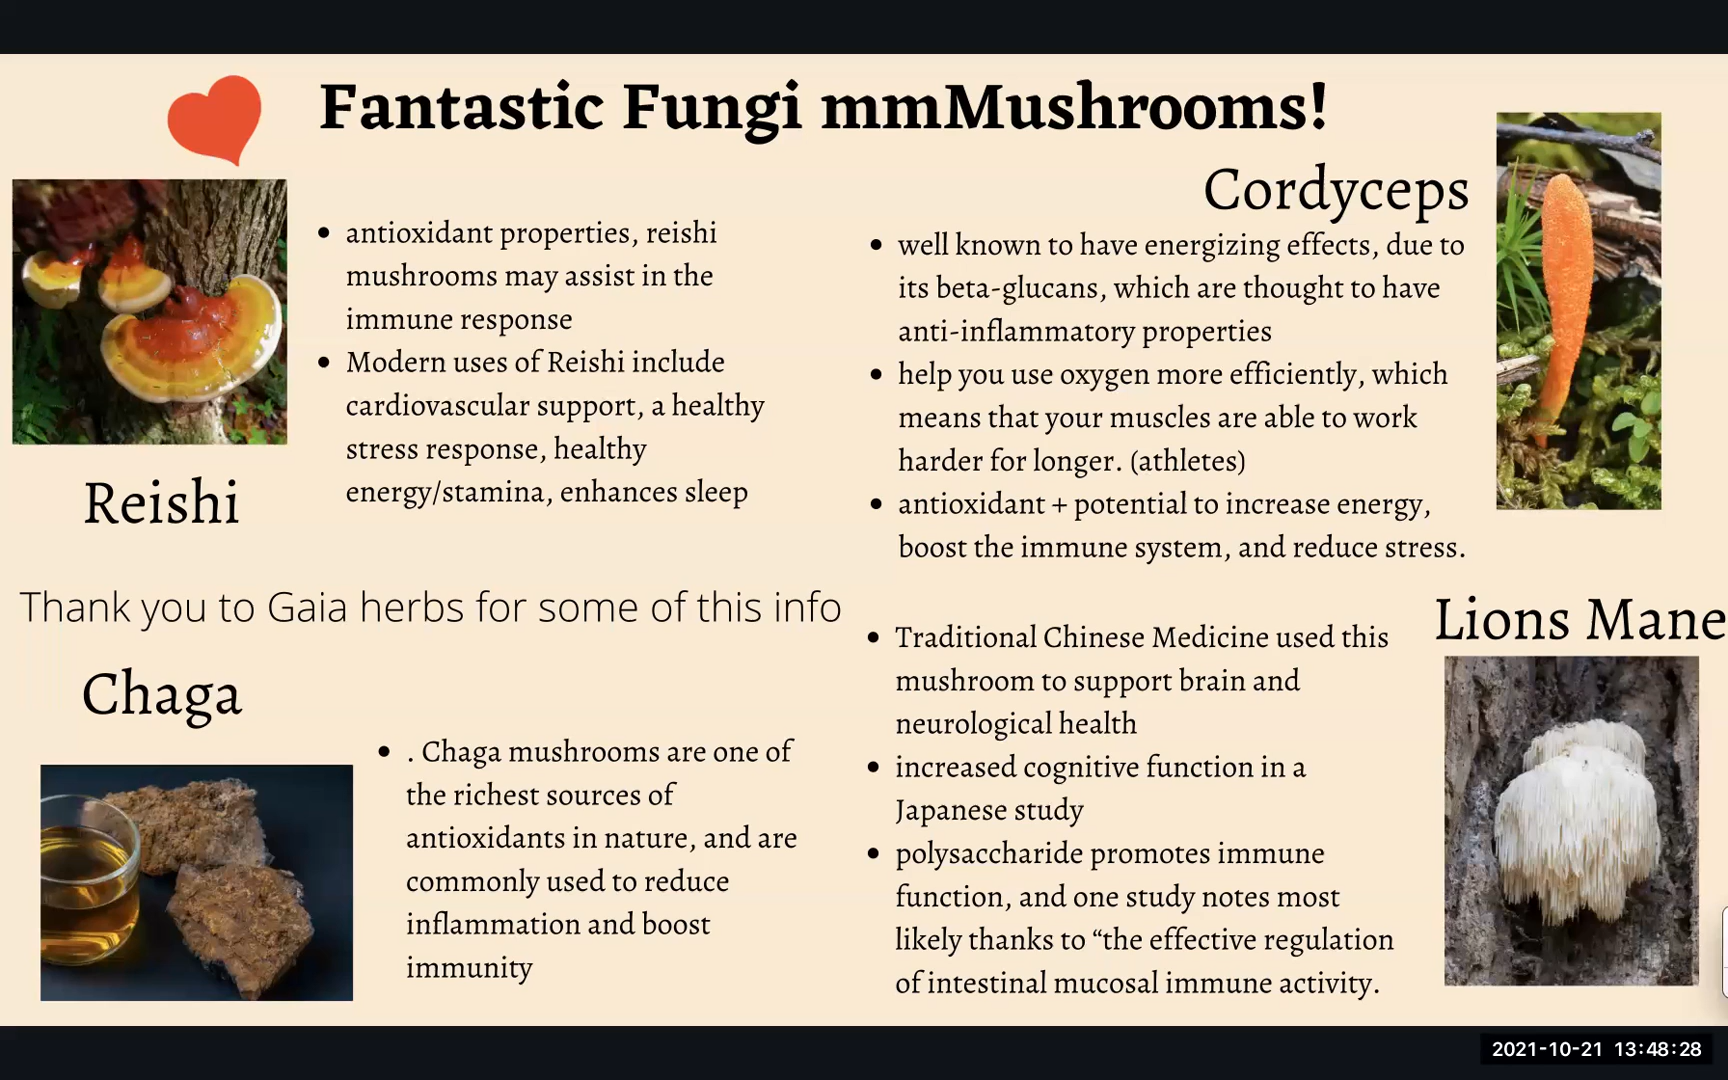 Fantastic Fungi mmMushrooms!
antioxidant properties, reishi
mushrooms may assist in the
immune response
Modern uses of Reishi include
cardiovascular support, a healthy
stress response, healthy
energy/stamina, enhances sleep
Reishi
Cordyceps
well known to have energizing effects, due to
its beta-glucans, which are thought to have
anti-inflammatory properties
help you use oxygen more efficiently, which
means that your muscles are able to work
harder for longer. (athletes)
antioxidant + potential to increase energy,
boost the immune system, and reduce stress.
Thank you to Gaia herbs for some of this info
Chaga
. Chaga mushrooms are one of
the richest sources of
antioxidants in nature, and are
commonly used to reduce
inflammation and boost
immunity
Lions Mane
Traditional Chinese Medicine used this
mushroom to support brain and
neurological health
increased cognitive function in a
Japanese study
polysaccharide promotes immune
function, and one study notes most
likely thanks to “the effective regulation
of intestinal mucosal immune activity.
2021-10-21 13:48:28